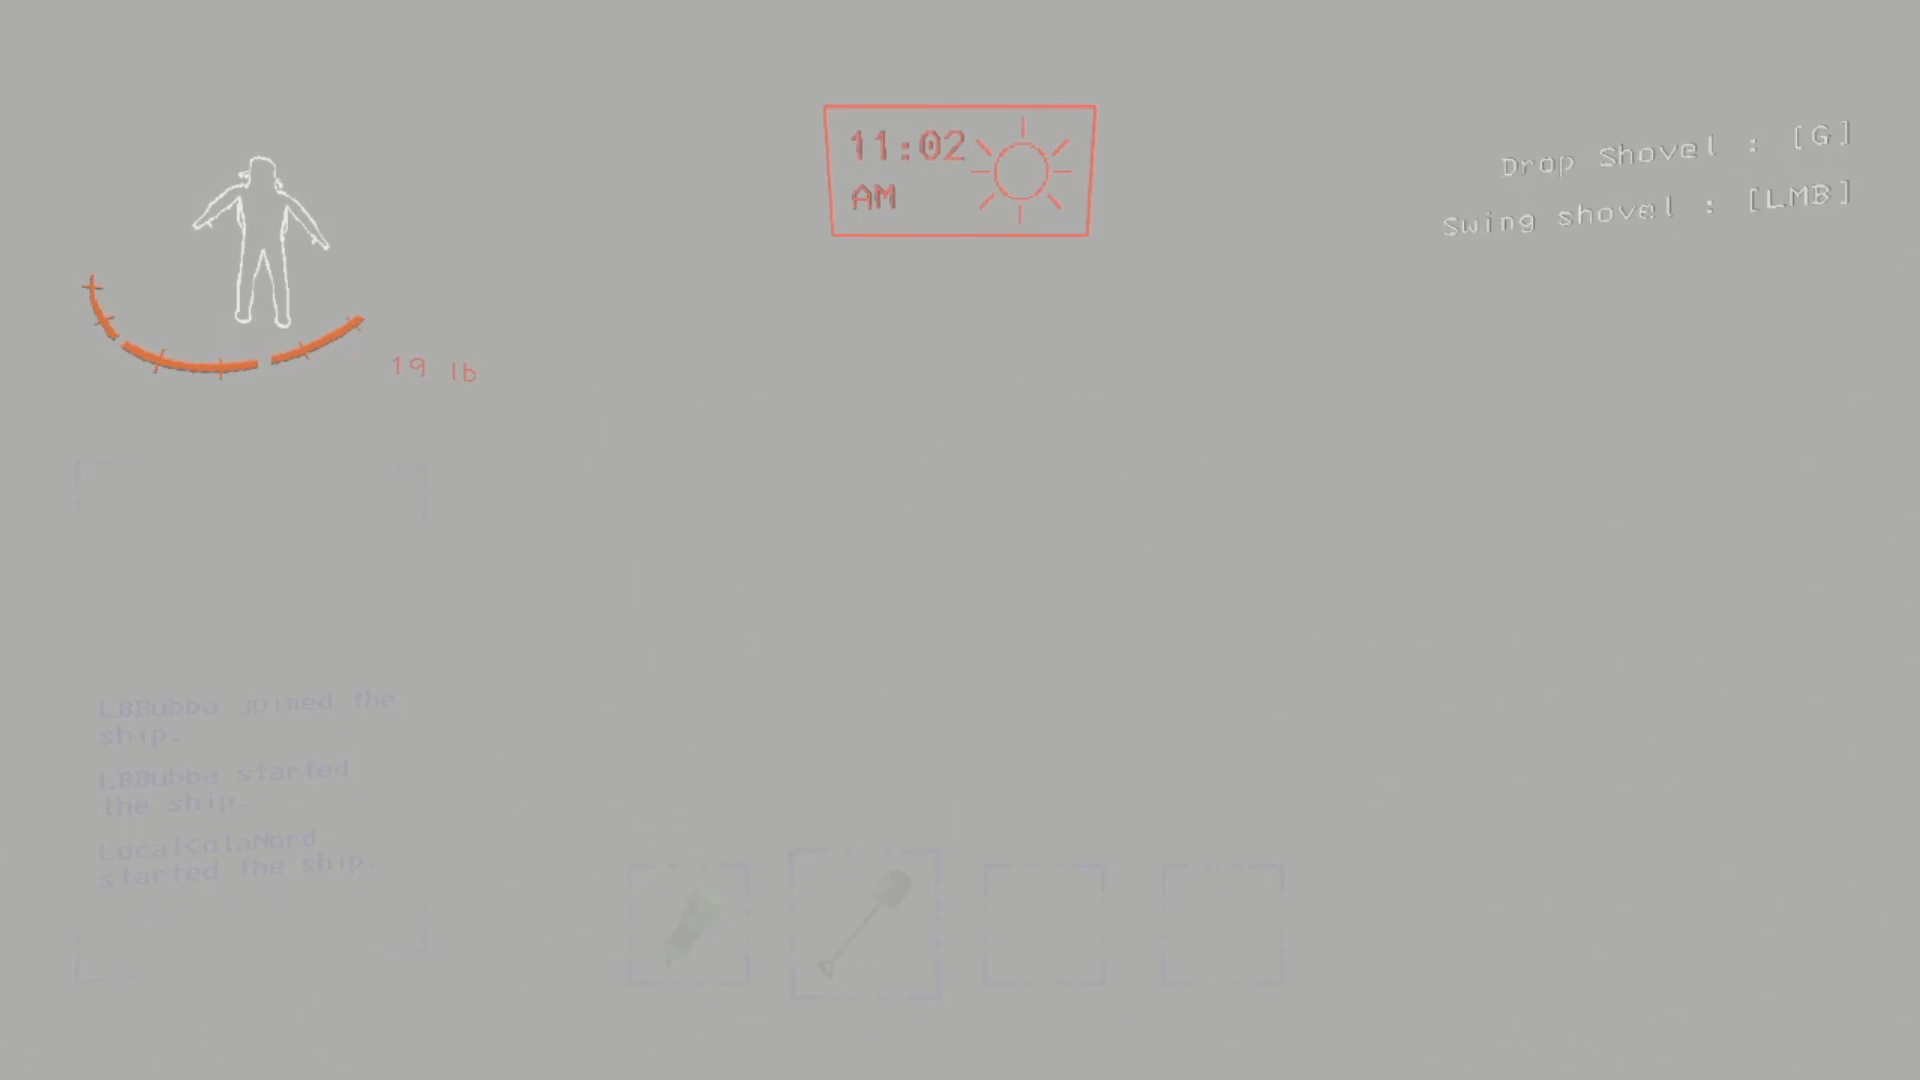 11:02
AM
Drop Shovel : [G]
Swing shovel : [LMB]
19 lb
LBBubba joined the
ship.
LBBubba started
the ship.
LocalColaNord
started the ship.